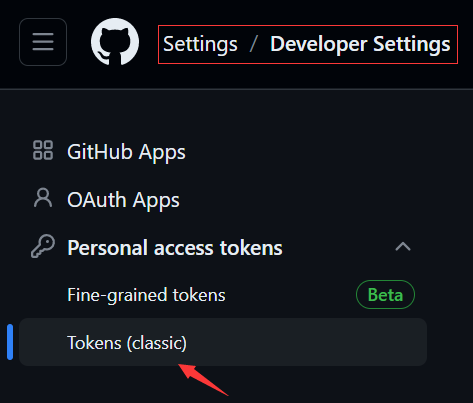 Settings / Developer Settings
GitHub Apps
OAuth Apps
Personal access tokens
Fine-grained tokens Beta
Tokens (classic)